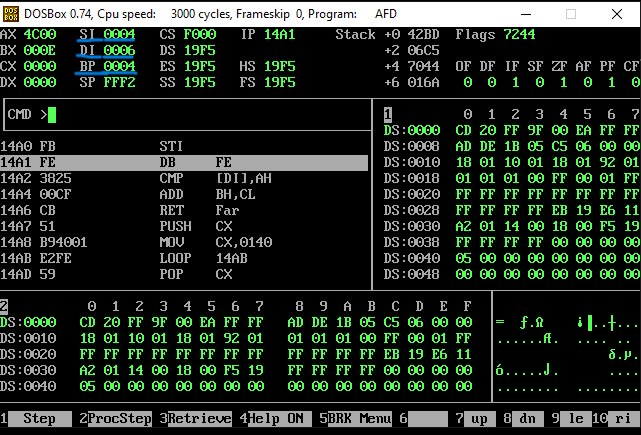 DOSBox 0.74, Cpu speed: 3000 cycles, Frameskip 0, Program: AFD
AX 4C00 SI 0004 CS F000 IP 14A1 Stack +0 42BD Flags 7244
BX 000E DI 0006 DS 19F5 +2 06C5
CX 0000 BP 0004 ES 19F5 HS 19F5 +4 7044 OF DF IF SF ZF AF PF CF
DX 0000 SP FFF2 SS 19F5 FS 19F5 +6 016A 0 0 1 0 1 0 1 0
CMD >
1 0 1 2 3 4 5 6 7
DS:0000 CD 20 FF 9F 00 EA FF FF
14A0 FB STI DS:0008 AD DE 1B 05 C5 06 00 00
14A1 FE DB FE DS:0010 18 01 10 01 18 01 92 01
14A2 3825 CMP [DI],AH DS:0018 01 01 01 00 FF 00 01 FF
14A4 00CF ADD BH,CL DS:0020 FF FF FF FF FF FF FF FF
14A6 CB RET Far DS:0028 FF FF FF FF EB 19 E6 11
14A7 51 PUSH CX DS:0030 A2 01 14 00 18 00 F5 19
14A8 B94001 MOV CX,0140 DS:0038 FF FF FF FF 00 00 00 00
14AB E2FE LOOP 14AB DS:0040 05 00 00 00 00 00 00 00
14AD 59 POP CX DS:0048 00 00 00 00 00 00 00 00
2 0 1 2 3 4 5 6 7 8 9 A B C D E F
DS:0000 CD 20 FF 9F 00 EA FF FF AD DE 1B 05 C5 06 00 00 = ƒ.Ω ¡▐..┼.
DS:0010 18 01 10 01 18 01 92 01 01 01 01 00 FF 00 01 FF ......Æ.
DS:0020 FF FF FF FF FF FF FF FF FF FF FF FF EB 19 E6 11 δ.µ.
DS:0030 A2 01 14 00 18 00 F5 19 FF FF FF FF 00 00 00 00 ó.....⌡. ....
DS:0040 05 00 00 00 00 00 00 00 00 00 00 00 00 00 00 00 ........ ........
1 Step 2 ProcStep 3 Retrieve 4 Help ON 5 BRK Menu 6 7 up 8 dn 9 le 10 ri